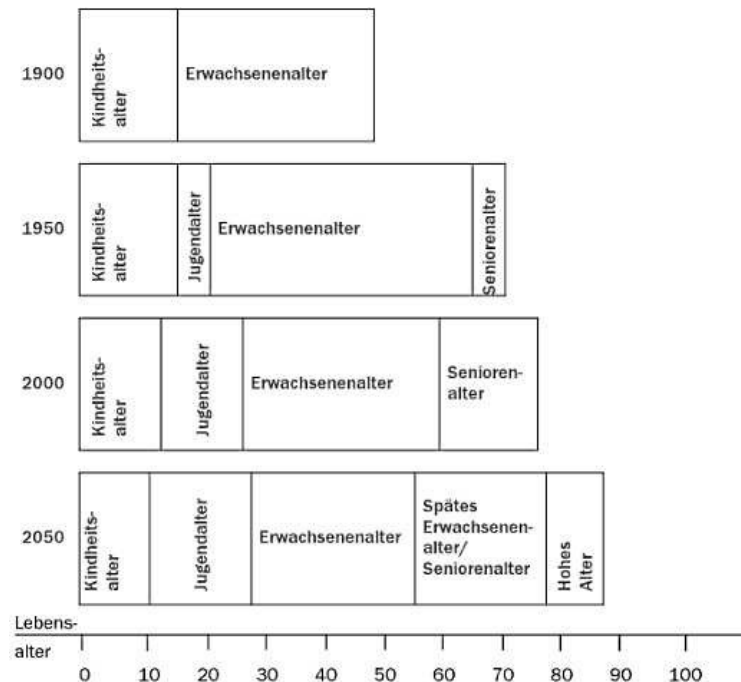 1900
Kindheits-
alter
Erwachsenenalter
1950
Kindheits-
alter
Jugendalter
Erwachsenenalter
Seniorenalter
2000
Kindheits-
alter
Jugendalter
Erwachsenenalter
Senioren-
alter
2050
Kindheits-
alter
Jugendalter
Erwachsenenalter
Spätes
Erwachsenen-
alter/
Seniorenalter
Hohes
Alter
Lebens-
alter
0 10 20 30 40 50 60 70 80 90 100